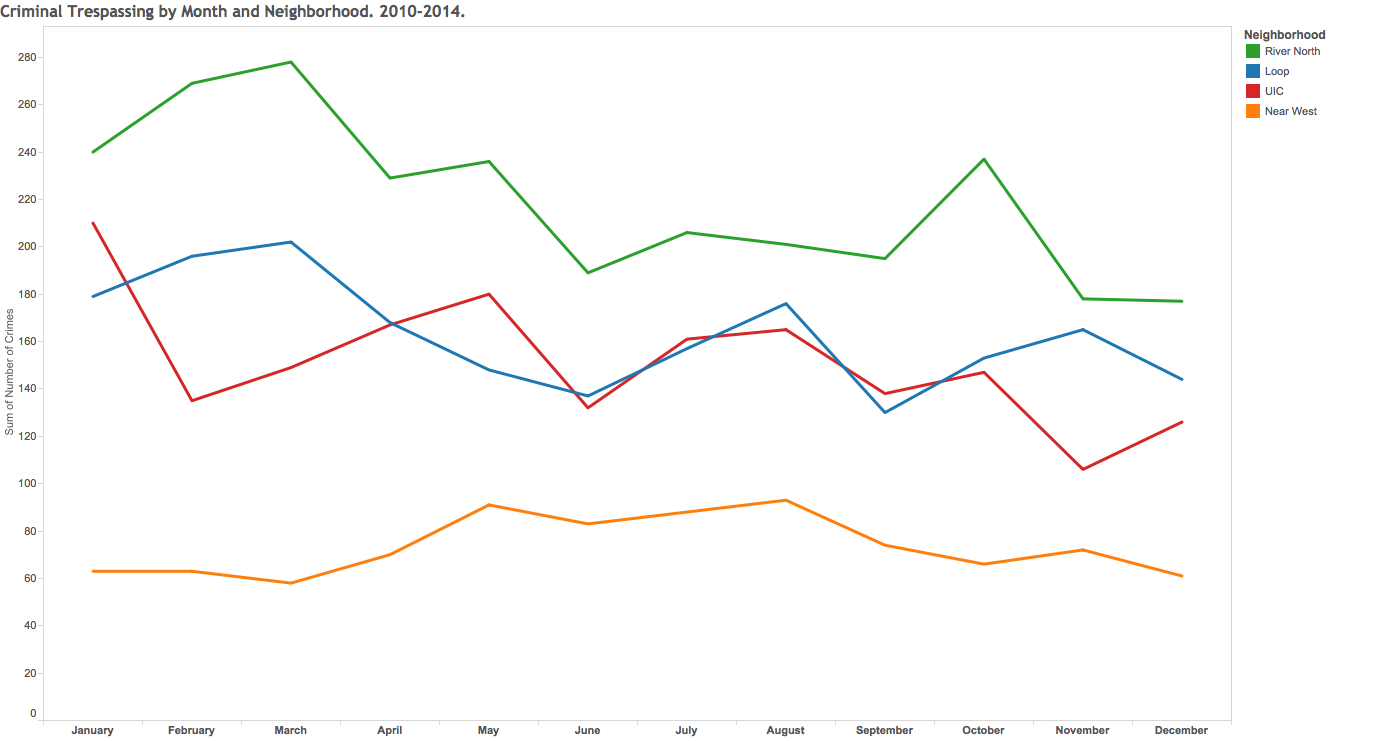 Criminal Trespassing by Month and Neighborhood. 2010-2014.
Neighborhood
River North
Loop
UIC
Near West
Sum of Number of Crimes
280
260
240
220
200
180
160
140
120
100
80
60
40
20
0
January February March April May June July August September October November December